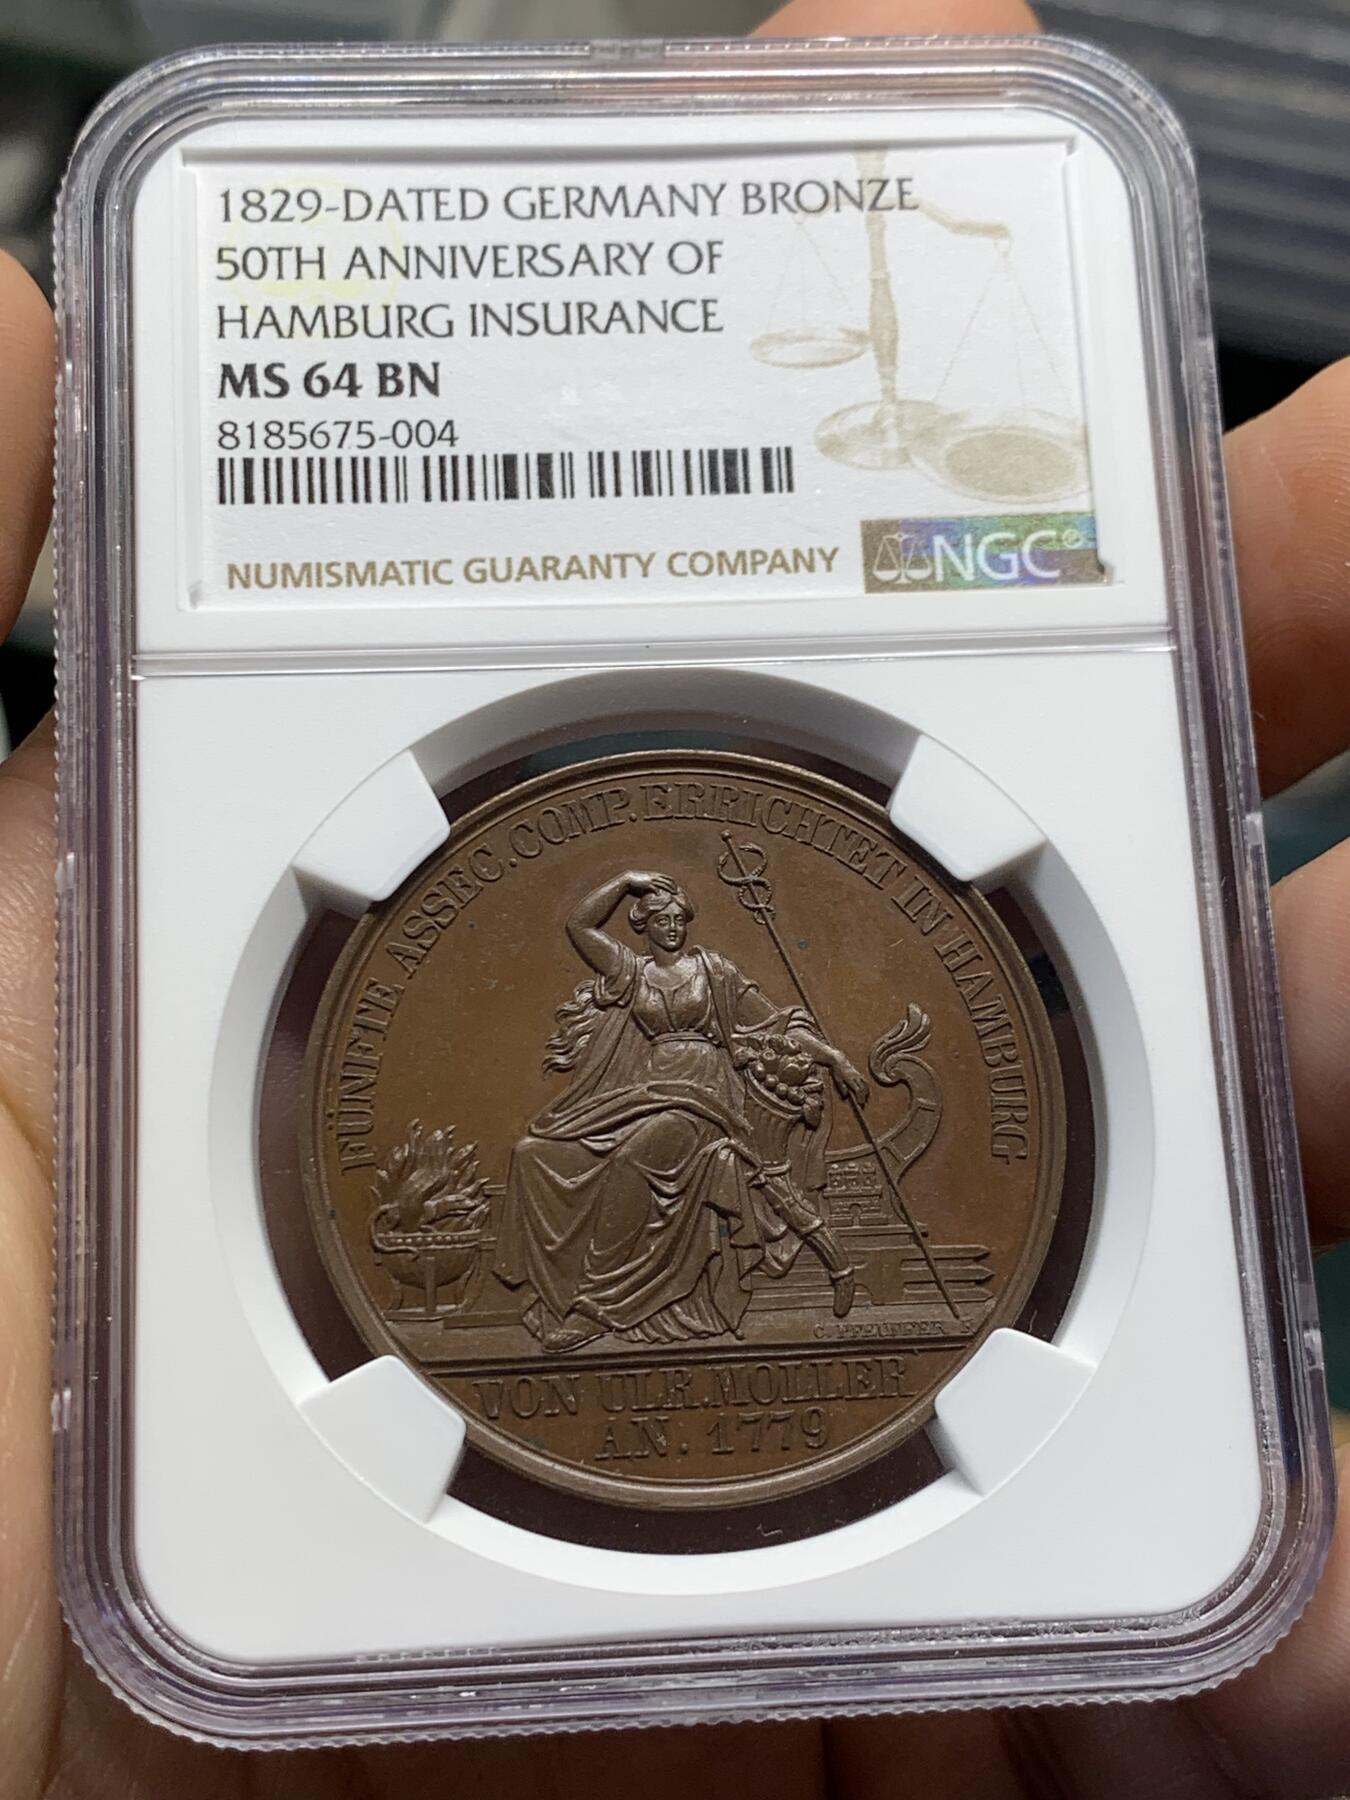 1829-DATED GERMANY BRONZE
50TH ANNIVERSARY OF
HAMBURG INSURANCE
MS 64 BN
8185675-004
NUMISMATIC GUARANTY COMPANY
NGC®
FÜNFTE ASSEC. COMP. ERRICHTET IN HAMBURG
C. PFEUFFER F.
VON ULR. MOLLER
AN. 1779